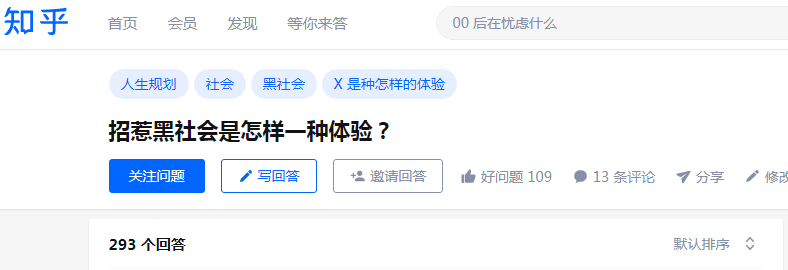 知乎 首页 会员 发现 等你来答 00 后在忧虑什么
人生规划 社会 黑社会 X 是种怎样的体验
招惹黑社会是怎样一种体验？
关注问题 写回答 邀请回答 好问题 109 13 条评论 分享 修改
293 个回答 默认排序